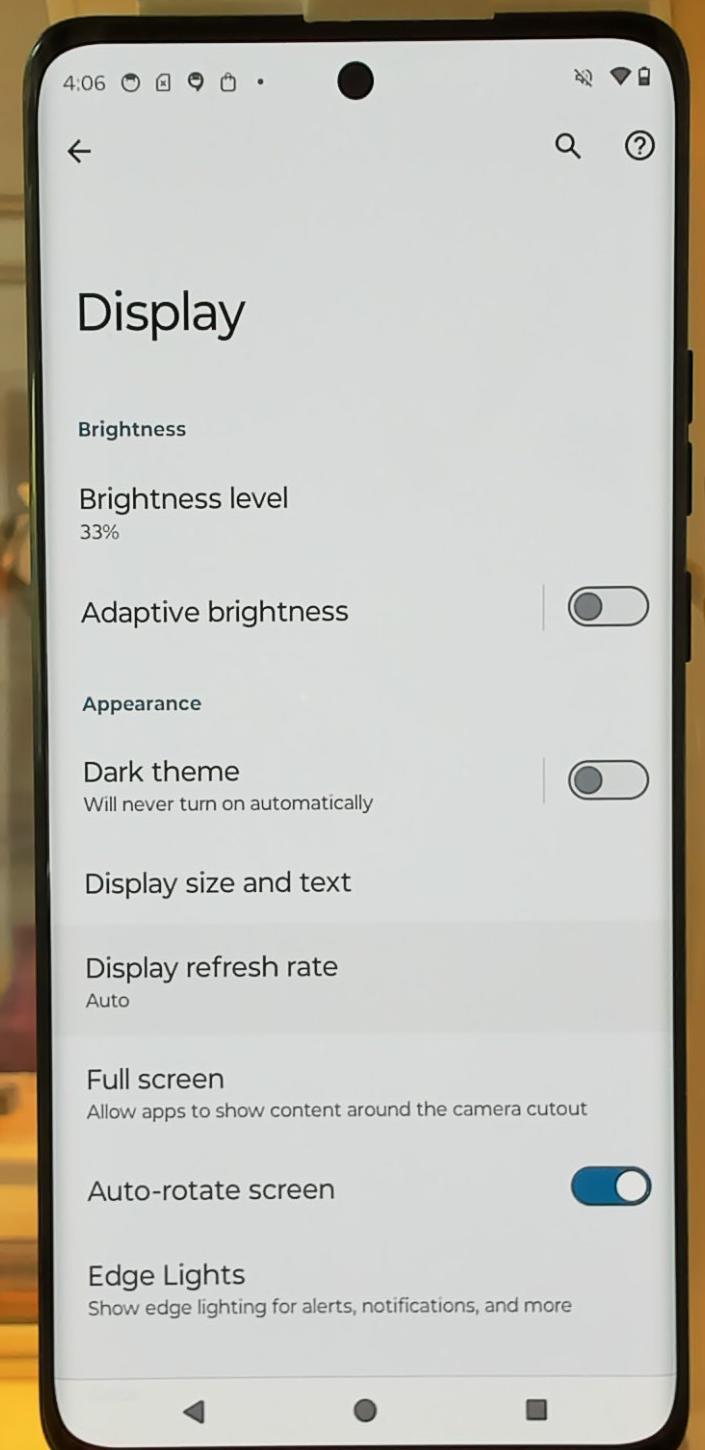 4:06
Display
Brightness
Brightness level
33%
Adaptive brightness
Appearance
Dark theme
Will never turn on automatically
Display size and text
Display refresh rate
Auto
Full screen
Allow apps to show content around the camera cutout
Auto-rotate screen
Edge Lights
Show edge lighting for alerts, notifications, and more